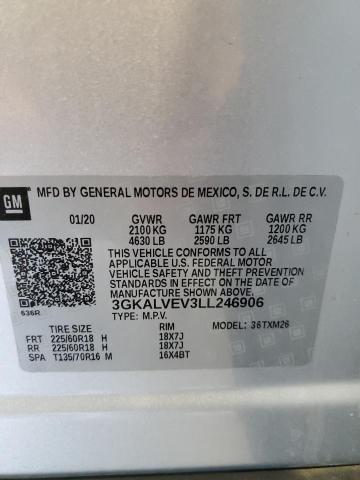 GM
MFD BY GENERAL MOTORS DE MEXICO, S. DE R.L. DE C.V.
01/20 GVWR GAWR FRT GAWR RR
2100 KG 1175 KG 1200 KG
4630 LB 2590 LB 2645 LB
THIS VEHICLE CONFORMS TO ALL
APPLICABLE U.S. FEDERAL MOTOR
VEHICLE SAFETY AND THEFT PREVENTION
STANDARDS IN EFFECT ON THE DATE OF
MANUFACTURE SHOWN ABOVE.
3GKALVEV3LL246906
636R TYPE: M.P.V. MODEL: 36TXM26
TIRE SIZE RIM
FRT 225/60R18 H 18X7J
RR 225/60R18 H 18X7J
SPA T135/70R16 M 16X4BT